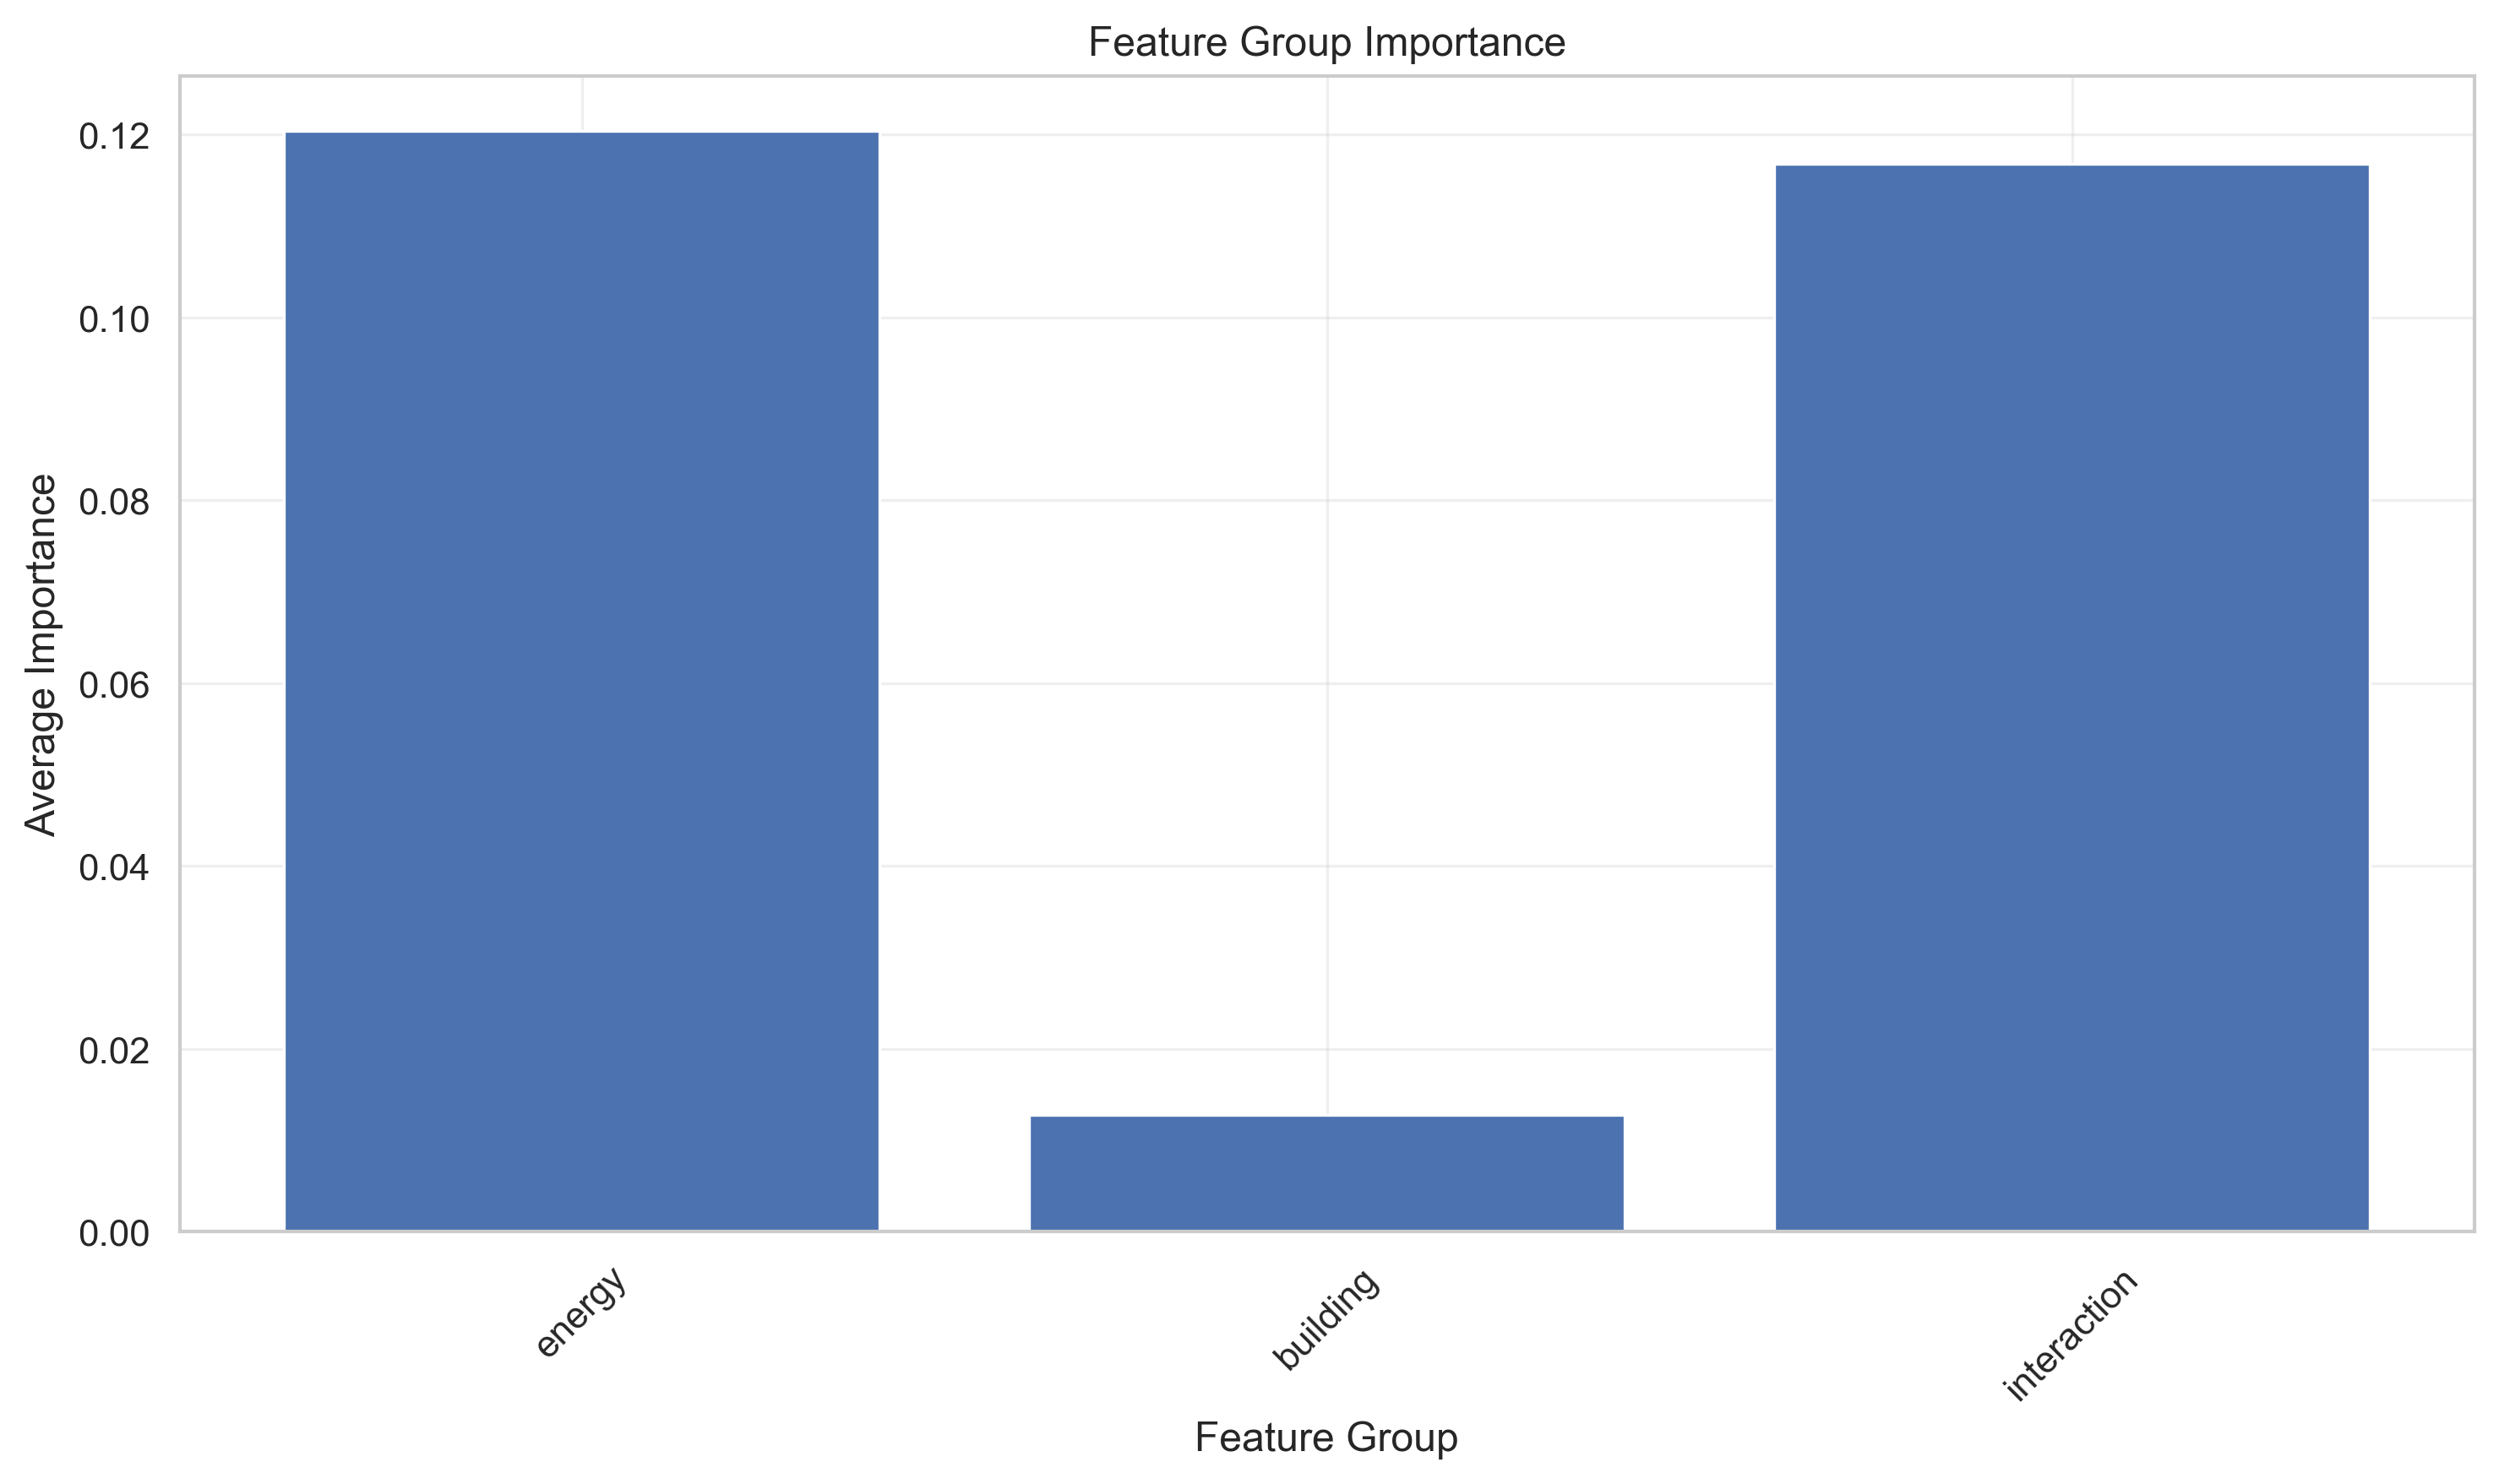 Feature Group Importance
Average Importance
0.12
0.10
0.08
0.06
0.04
0.02
0.00
energy
building
interaction
Feature Group